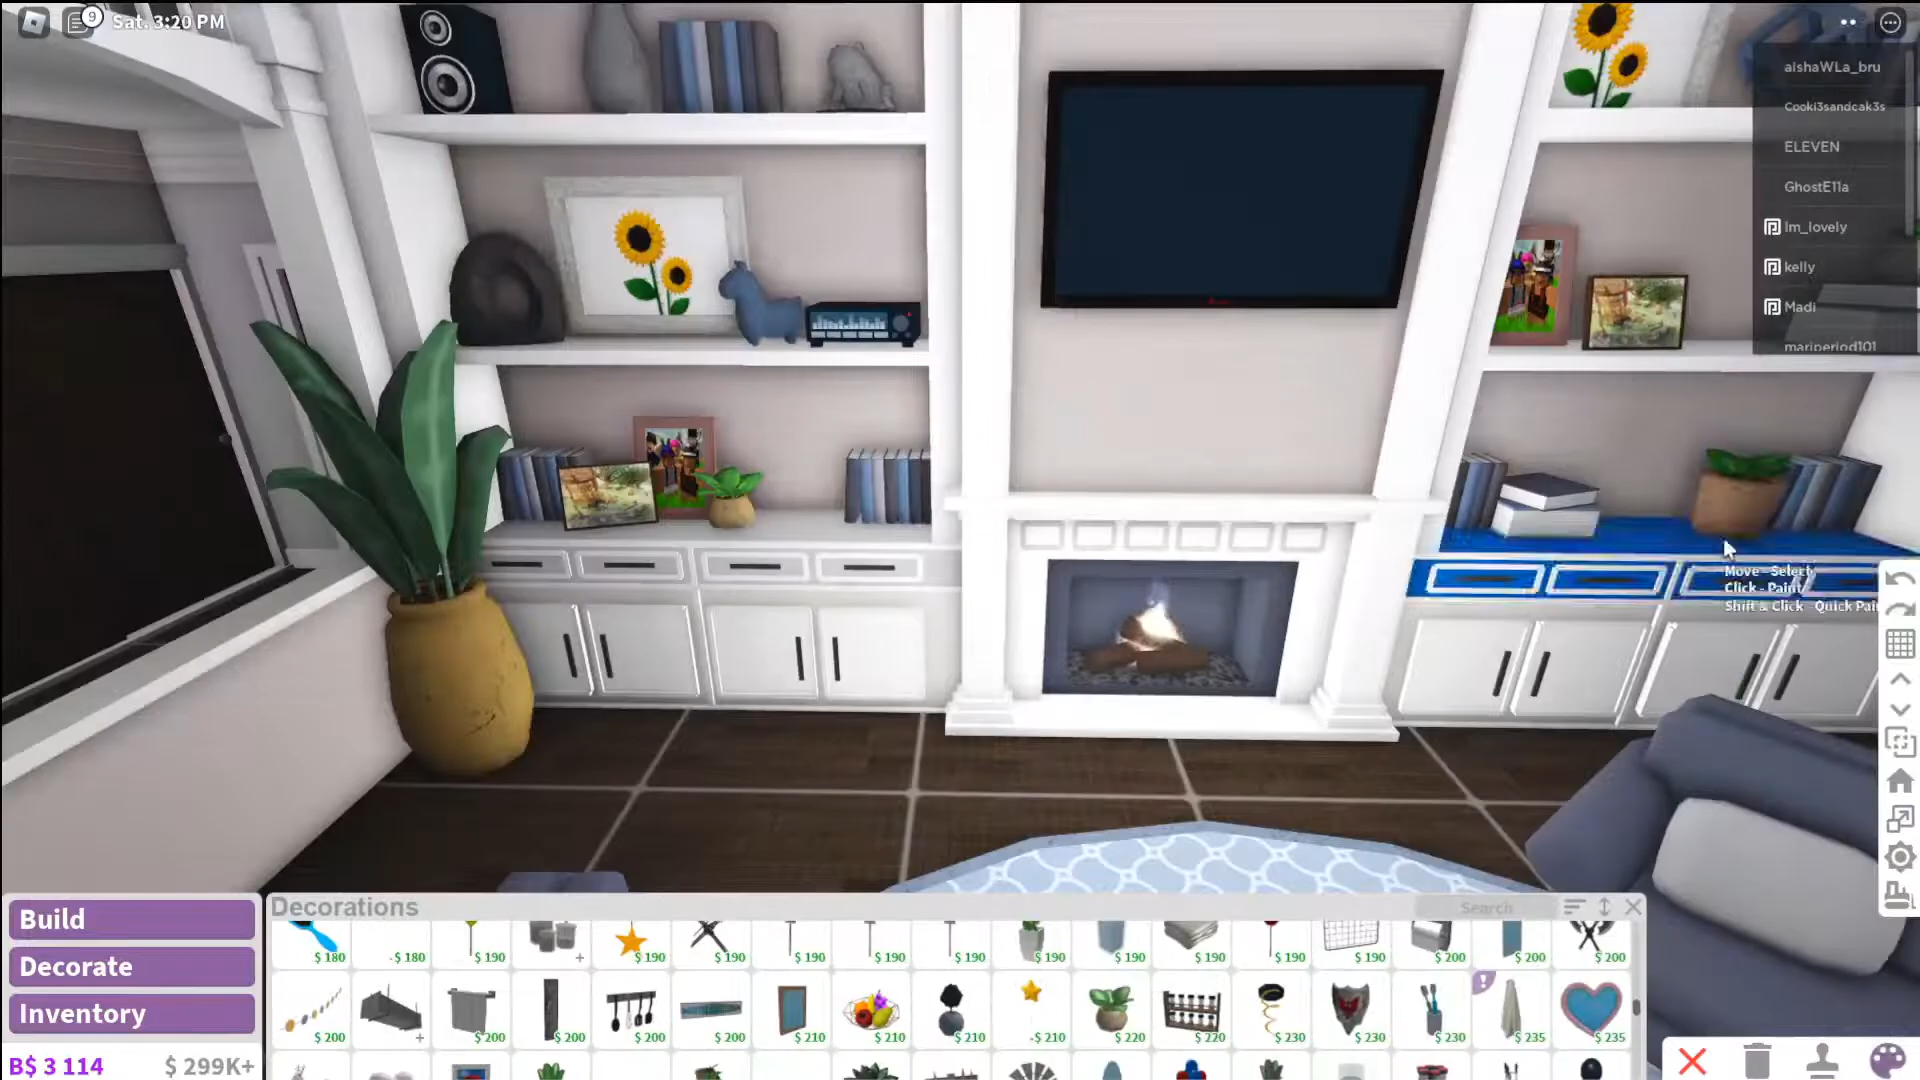 9
Sat. 3:20 PM
aishaWLa_bru
Cooki3sandcak3s
ELEVEN
GhostE11a
Im_lovely
kelly
Madi
mariperiod101
Move - Select
Click - Paint
Shift & Click - Quick Pai
Build
Decorate
Inventory
B$ 3 114
$ 299K+
Decorations
Search
$ 180
$ 180
$ 190
$ 190
$ 190
$ 190
$ 190
$ 190
$ 190
$ 190
$ 190
$ 190
$ 190
$ 200
$ 200
$ 200
$ 200
$ 200
$ 200
$ 200
$ 200
$ 210
$ 210
$ 210
$ 210
$ 220
$ 220
$ 230
$ 230
$ 230
$ 235
$ 235